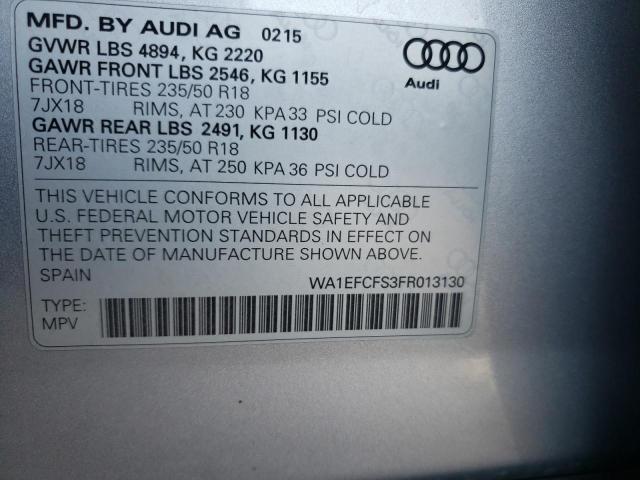 MFD. BY AUDI AG 0215
GVWR LBS 4894, KG 2220
GAWR FRONT LBS 2546, KG 1155
FRONT-TIRES 235/50 R18
7JX18 RIMS, AT 230 KPA 33 PSI COLD
GAWR REAR LBS 2491, KG 1130
REAR-TIRES 235/50 R18
7JX18 RIMS, AT 250 KPA 36 PSI COLD
Audi
THIS VEHICLE CONFORMS TO ALL APPLICABLE
U.S. FEDERAL MOTOR VEHICLE SAFETY AND
THEFT PREVENTION STANDARDS IN EFFECT ON
THE DATE OF MANUFACTURE SHOWN ABOVE.
SPAIN WA1EFCFS3FR013130
TYPE:
MPV